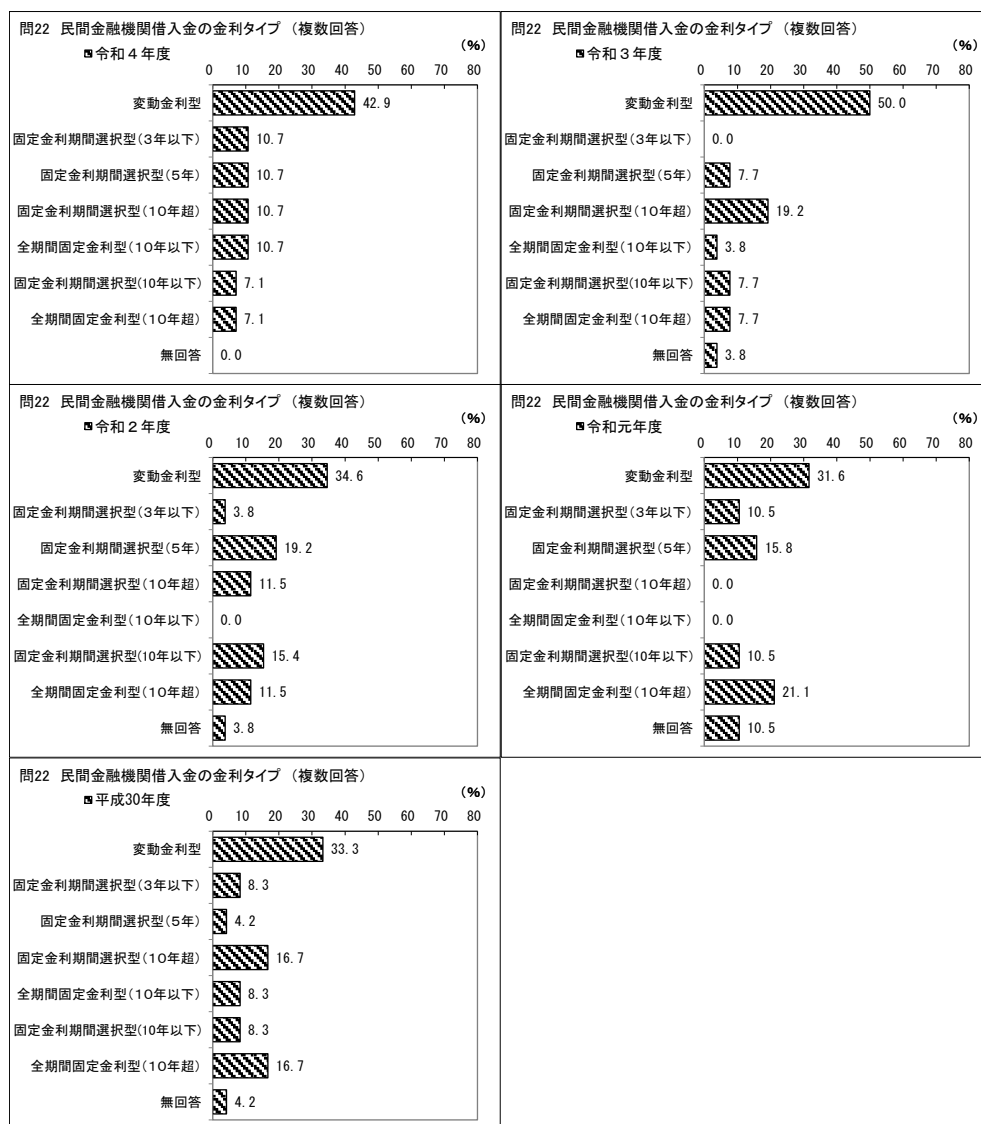 問22 民間金融機関借入金の金利タイプ (複数回答)
(%)
令和4年度
0 10 20 30 40 50 60 70 80
変動金利型 42.9
固定金利期間選択型(3年以下) 10.7
固定金利期間選択型(5年) 10.7
固定金利期間選択型(10年超) 10.7
全期間固定金利型(10年以下) 10.7
固定金利期間選択型(10年以下) 7.1
全期間固定金利型(10年超) 7.1
無回答 0.0
問22 民間金融機関借入金の金利タイプ (複数回答)
(%)
令和3年度
0 10 20 30 40 50 60 70 80
変動金利型 50.0
固定金利期間選択型(3年以下) 0.0
固定金利期間選択型(5年) 7.7
固定金利期間選択型(10年超) 19.2
全期間固定金利型(10年以下) 3.8
固定金利期間選択型(10年以下) 7.7
全期間固定金利型(10年超) 7.7
無回答 3.8
問22 民間金融機関借入金の金利タイプ (複数回答)
(%)
令和2年度
0 10 20 30 40 50 60 70 80
変動金利型 34.6
固定金利期間選択型(3年以下) 3.8
固定金利期間選択型(5年) 19.2
固定金利期間選択型(10年超) 11.5
全期間固定金利型(10年以下) 0.0
固定金利期間選択型(10年以下) 15.4
全期間固定金利型(10年超) 11.5
無回答 3.8
問22 民間金融機関借入金の金利タイプ (複数回答)
(%)
令和元年度
0 10 20 30 40 50 60 70 80
変動金利型 31.6
固定金利期間選択型(3年以下) 10.5
固定金利期間選択型(5年) 15.8
固定金利期間選択型(10年超) 0.0
全期間固定金利型(10年以下) 0.0
固定金利期間選択型(10年以下) 10.5
全期間固定金利型(10年超) 21.1
無回答 10.5
問22 民間金融機関借入金の金利タイプ (複数回答)
(%)
平成30年度
0 10 20 30 40 50 60 70 80
変動金利型 33.3
固定金利期間選択型(3年以下) 8.3
固定金利期間選択型(5年) 4.2
固定金利期間選択型(10年超) 16.7
全期間固定金利型(10年以下) 8.3
固定金利期間選択型(10年以下) 8.3
全期間固定金利型(10年超) 16.7
無回答 4.2